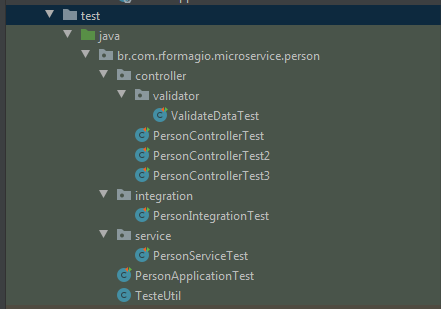 test
java
br.com.rformagio.microservice.person
controller
validator
ValidateDataTest
PersonControllerTest
PersonControllerTest2
PersonControllerTest3
integration
PersonIntegrationTest
service
PersonServiceTest
PersonApplicationTest
TesteUtil